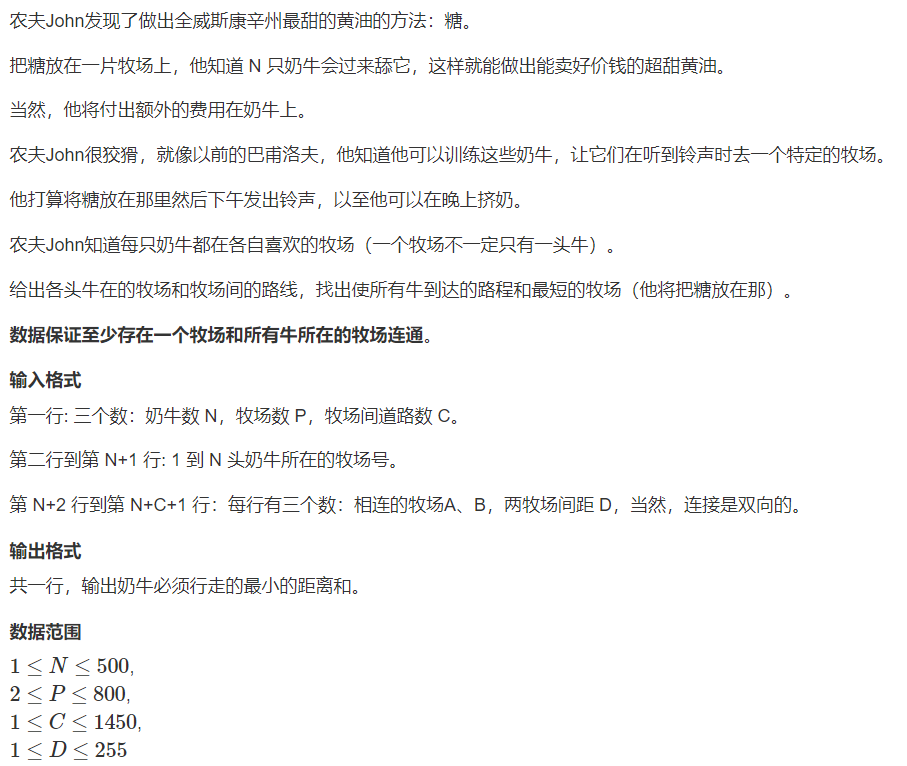 农夫John发现了做出全威斯康辛州最甜的黄油的方法：糖。
把糖放在一片牧场上，他知道 N 只奶牛会过来舔它，这样就能做出能卖好价钱的超甜黄油。
当然，他将付出额外的费用在奶牛上。
农夫John很狡猾，就像以前的巴甫洛夫，他知道他可以训练这些奶牛，让它们在听到铃声时去一个特定的牧场。
他打算将糖放在那里然后下午发出铃声，以至他可以在晚上挤奶。
农夫John知道每只奶牛都在各自喜欢的牧场（一个牧场不一定只有一头牛）。
给出各头牛在的牧场和牧场间的路线，找出使所有牛到达的路程和最短的牧场（他将把糖放在那）。
数据保证至少存在一个牧场和所有牛所在的牧场连通。
输入格式
第一行: 三个数：奶牛数 N，牧场数 P，牧场间道路数 C。
第二行到第 N+1 行: 1 到 N 头奶牛所在的牧场号。
第 N+2 行到第 N+C+1 行：每行有三个数：相连的牧场A、B，两牧场间距 D，当然，连接是双向的。
输出格式
共一行，输出奶牛必须行走的最小的距离和。
数据范围
1 ≤ N ≤ 500,
2 ≤ P ≤ 800,
1 ≤ C ≤ 1450,
1 ≤ D ≤ 255